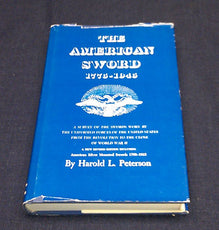 THE
AMERICAN
SWORD
1775-1945
A SURVEY OF THE SWORDS WORN BY
THE UNIFORMED FORCES OF THE UNITED STATES
FROM THE REVOLUTION TO THE CLOSE
OF WORLD WAR II
A NEW REVISED EDITION INCLUDING
American Silver Mounted Swords 1700-1815
By Harold L. Peterson